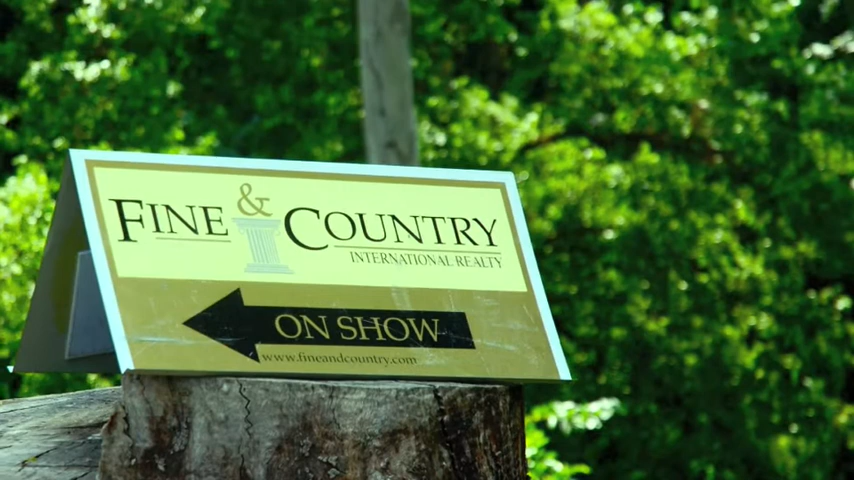 FINE & COUNTRY
INTERNATIONAL REALTY
ON SHOW
www.fineandcountry.com